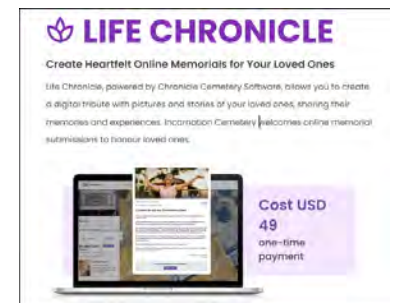 LIFE CHRONICLE
Create Heartfelt Online Memorials for Your Loved Ones
Life Chronicle, powered by Chronicle Cemetery Software, allows you to create
a digital tribute with pictures and stories of your loved ones, sharing their
memories and experiences. Incarnation Cemetery welcomes online memorial
submissions to honour loved ones.
Cost USD
49
one-time
payment